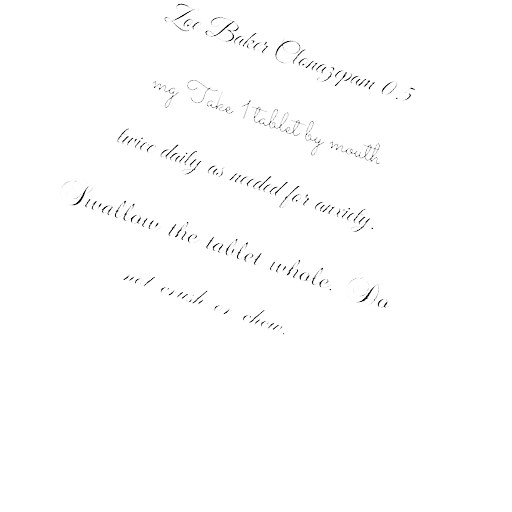 Zoe Baker Clonazepam 0.5
mg Take 1 tablet by mouth
twice daily as needed for anxiety.
Swallow the tablet whole. Do
not crush or chew.